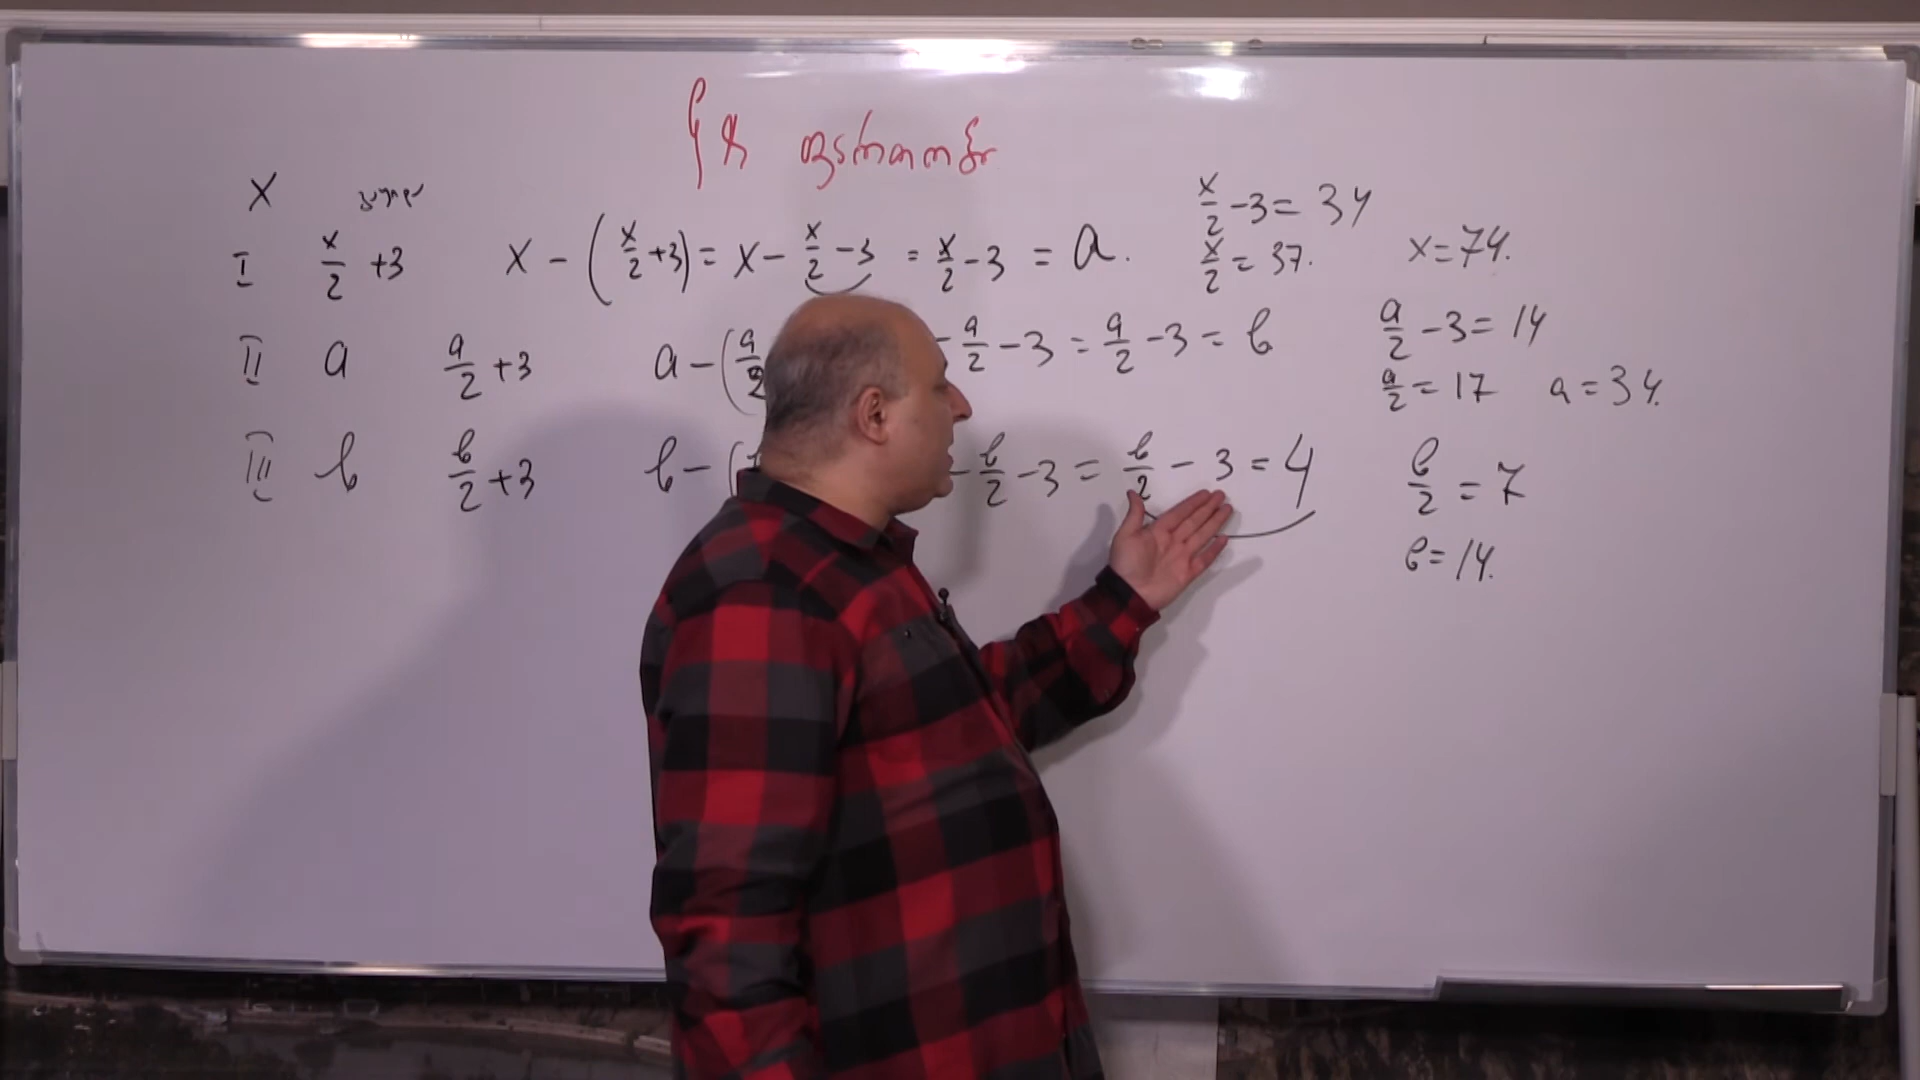 x
I x/2 + 3 x - (x/2 + 3) = x - x/2 - 3 = x/2 - 3 = a.
x/2 - 3 = 34
x/2 = 37. x = 74.
II a a/2 + 3 a - (a/2 - a/2 - 3 = a/2 - 3 = b
a/2 - 3 = 14
a/2 = 17 a = 34.
III b b/2 + 3 b - ( - b/2 - 3 = b/2 - 3 = 4
b/2 = 7
b = 14.